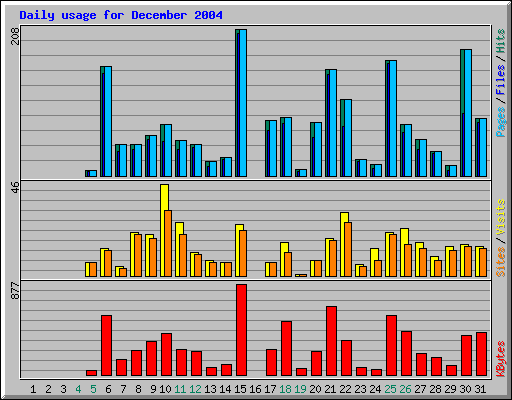 Daily usage for December 2004
208
Pages / Files / Hits
46
Sites / Visits
877
KBytes
1 2 3 4 5 6 7 8 9 10 11 12 13 14 15 16 17 18 19 20 21 22 23 24 25 26 27 28 29 30 31